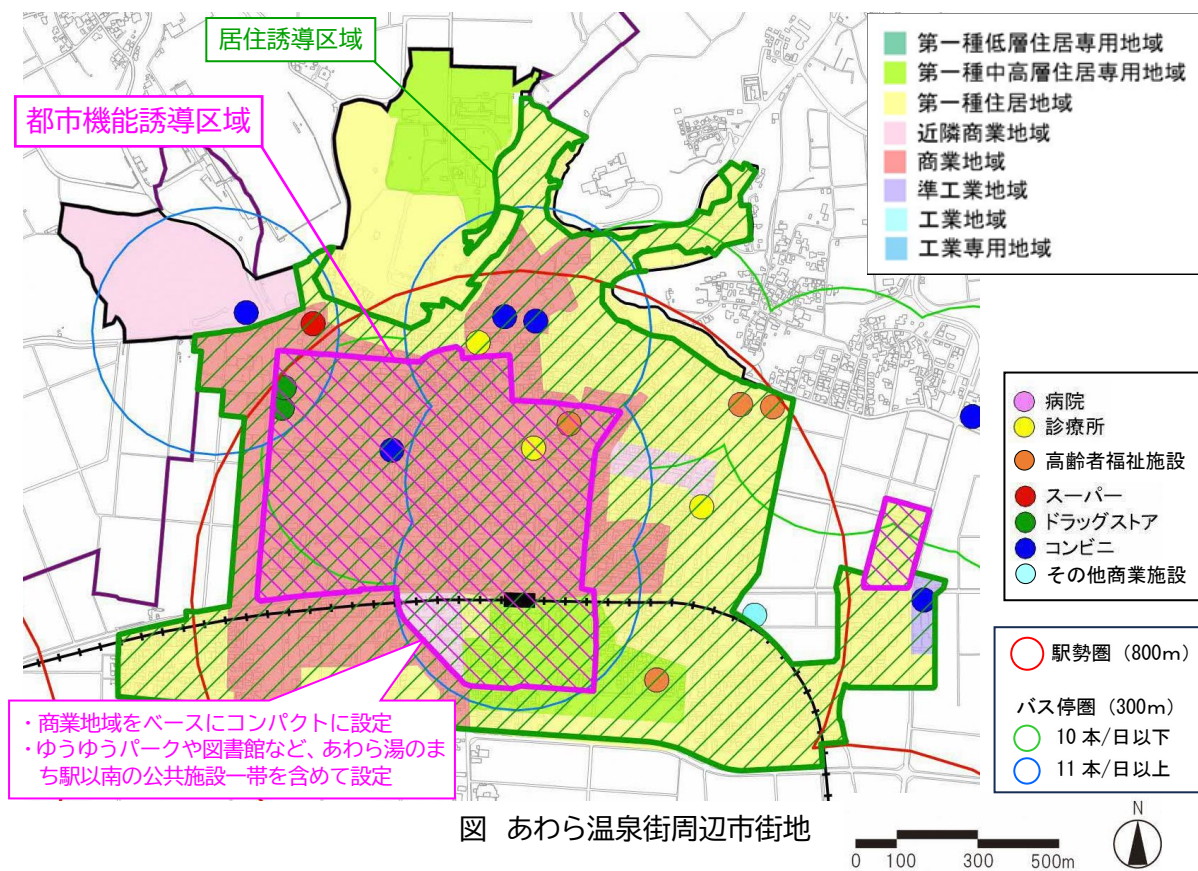 居住誘導区域
都市機能誘導区域
第一種低層住居専用地域
第一種中高層住居専用地域
第一種住居地域
近隣商業地域
商業地域
準工業地域
工業地域
工業専用地域
病院
診療所
高齢者福祉施設
スーパー
ドラッグストア
コンビニ
その他商業施設
駅勢圏（800m）
バス停圏（300m）
10 本/日以下
11 本/日以上
・商業地域をベースにコンパクトに設定
・ゆうゆうパークや図書館など、あわら湯のま
ち駅以南の公共施設一帯を含めて設定
図 あわら温泉街周辺市街地
0 100 300 500m
N